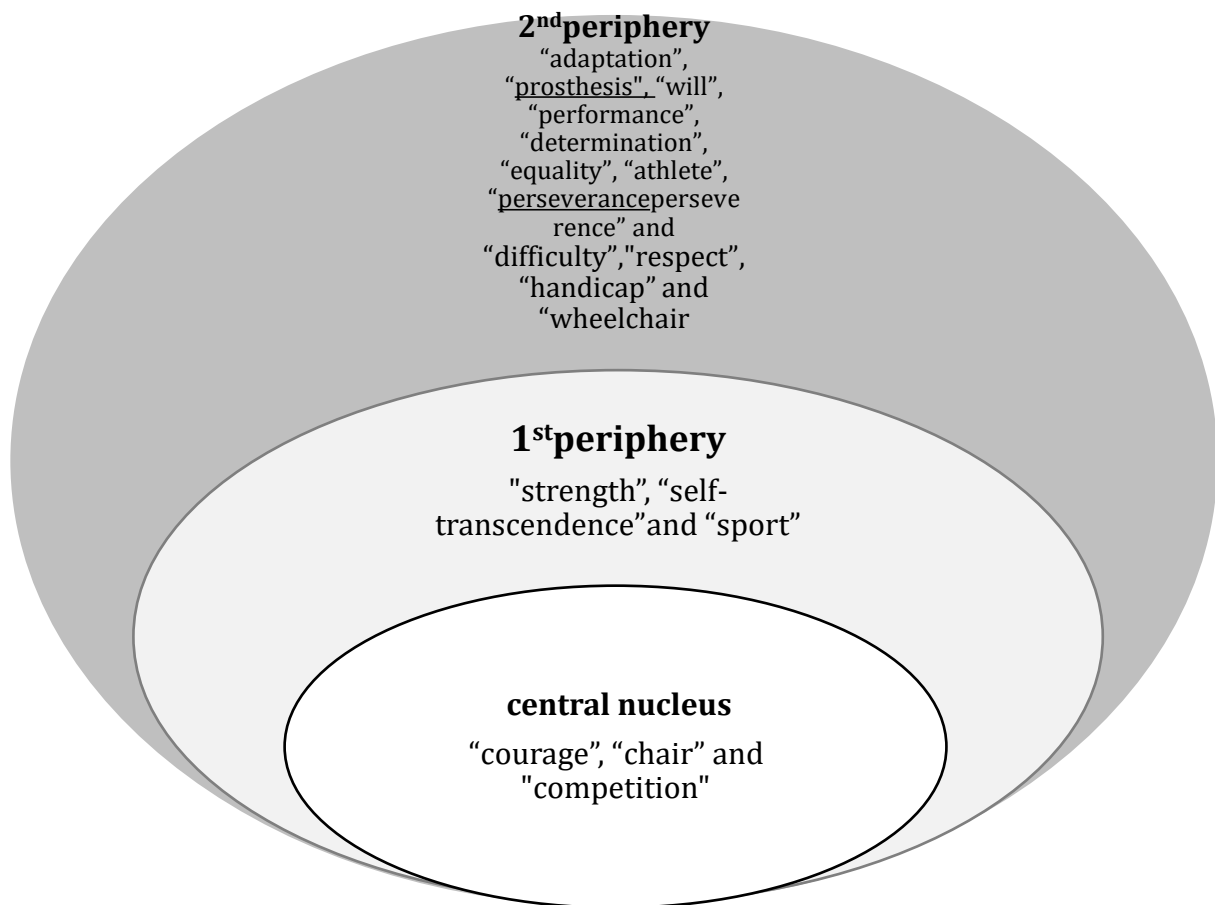 2ndperiphery
“adaptation”,
“prosthesis", “will”,
“performance”,
“determination”,
“equality”, “athlete”,
“perseveranceperseve
rence” and
“difficulty”,"respect”,
“handicap” and
“wheelchair
1stperiphery
"strength”, “self-
transcendence”and “sport”
central nucleus
“courage”, “chair” and
"competition"